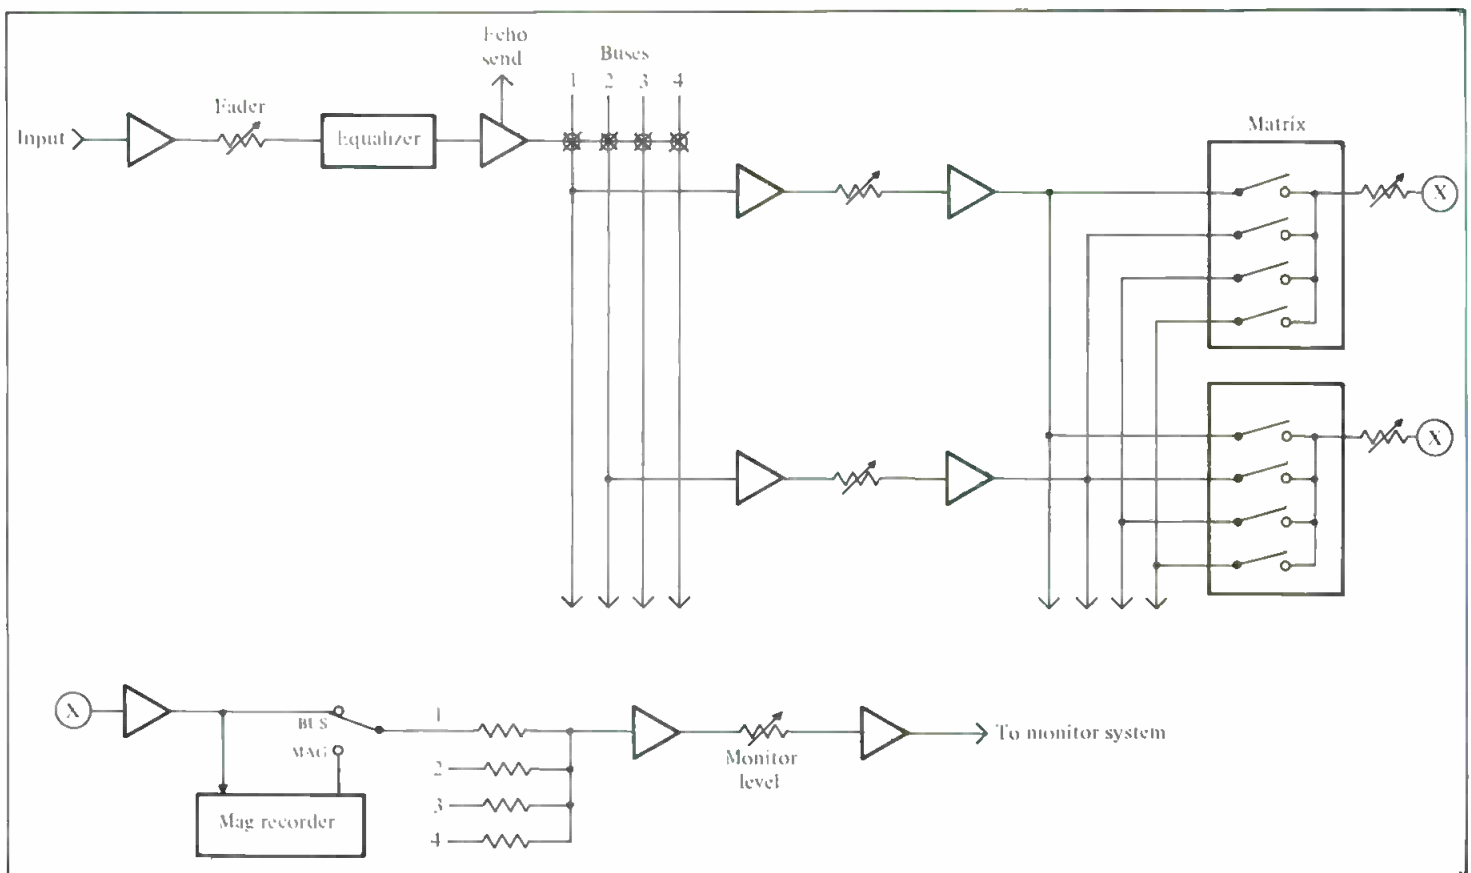 Echo
send
Buses
1 2 3 4
Fader
Input
Equalizer
Matrix
X
X
X
BUS
MAG
1
2
3
4
Mag recorder
Monitor
level
To monitor system